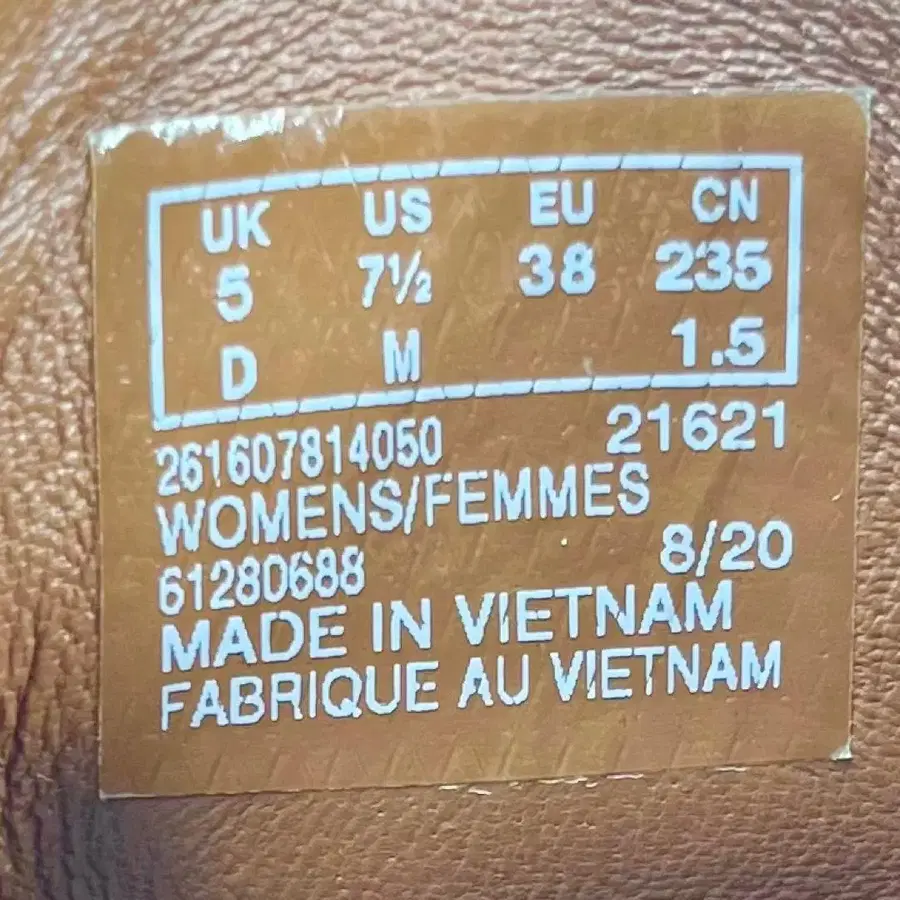 UK US EU CN
5 7½ 38 235
D M 1.5
261607814050 21621
WOMENS/FEMMES
61280688 8/20
MADE IN VIETNAM
FABRIQUE AU VIETNAM